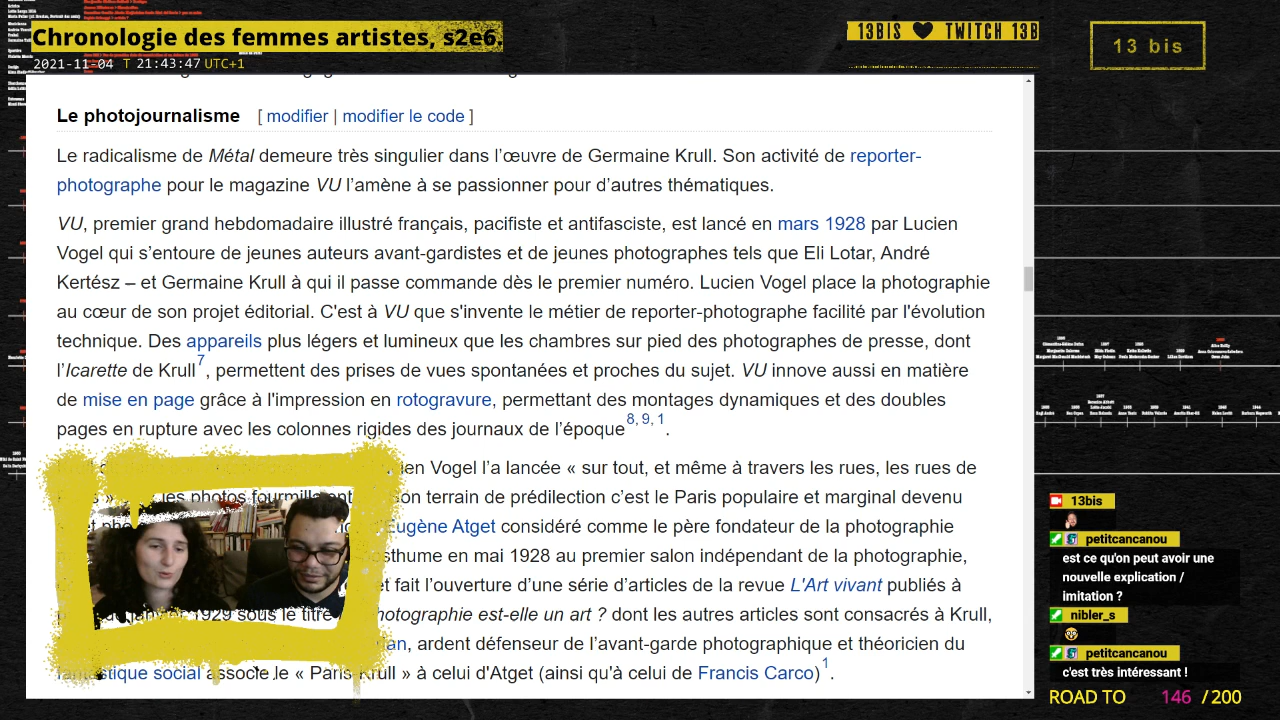 Chronologie des femmes artistes, s2e6
2021-11-04 T 21:43:47 UTC+1
13BIS TWITCH 13B
13 bis
Le photojournalisme [ modifier | modifier le code ]
Le radicalisme de Métal demeure très singulier dans l’œuvre de Germaine Krull. Son activité de reporter-
photographe pour le magazine VU l’amène à se passionner pour d’autres thématiques.
VU, premier grand hebdomadaire illustré français, pacifiste et antifasciste, est lancé en mars 1928 par Lucien
Vogel qui s’entoure de jeunes auteurs avant-gardistes et de jeunes photographes tels que Eli Lotar, André
Kertész – et Germaine Krull à qui il passe commande dès le premier numéro. Lucien Vogel place la photographie
au cœur de son projet éditorial. C'est à VU que s'invente le métier de reporter-photographe facilité par l'évolution
technique. Des appareils plus légers et lumineux que les chambres sur pied des photographes de presse, dont
l’Icarette de Krull7, permettent des prises de vues spontanées et proches du sujet. VU innove aussi en matière
de mise en page grâce à l'impression en rotogravure, permettant des montages dynamiques et des doubles
pages en rupture avec les colonnes rigides des journaux de l’époque8, 9, 1.
Vogel l’a lancée « sur tout, et même à travers les rues, les rues de
les photos fourmillent son terrain de prédilection c’est le Paris populaire et marginal devenu
Eugène Atget considéré comme le père fondateur de la photographie
en mai 1928 au premier salon indépendant de la photographie,
et fait l’ouverture d’une série d’articles de la revue L'Art vivant publiés à
1929 sous le titre est-elle un art ? dont les autres articles sont consacrés à Krull,
ardent défenseur de l’avant-garde photographique et théoricien du
social associe le « Paris Krull » à celui d'Atget (ainsi qu'à celui de Francis Carco)1.
13bis
petitcancanou
est ce qu'on peut avoir une
nouvelle explication /
imitation ?
nibler_s
petitcancanou
c'est très intéressant !
ROAD TO 146 / 200